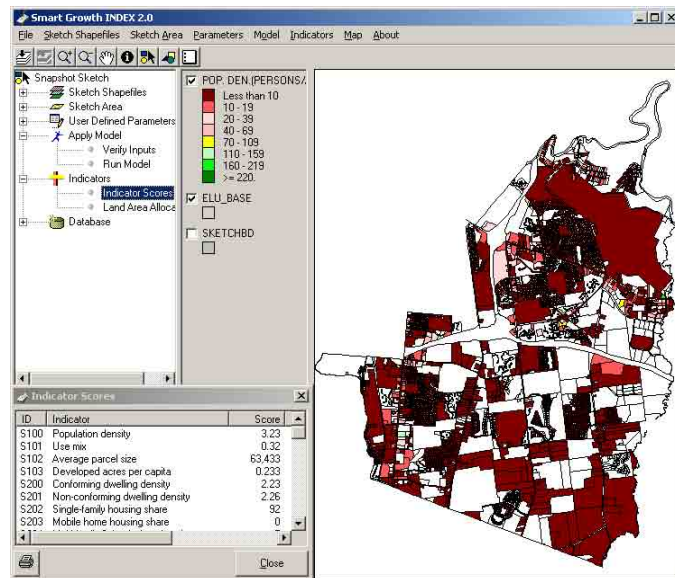 Smart Growth INDEX 2.0
File Sketch Shapefiles Sketch Area Parameters Model Indicators Map About
Snapshot Sketch
Sketch Shapefiles
Sketch Area
User Defined Parameters
Apply Model
Verify Inputs
Run Model
Indicators
Indicator Scores
Land Area Alloca
Database
POP. DEN.(PERSONS/
Less than 10
10 - 19
20 - 39
40 - 69
70 - 109
110 - 159
160 - 219
>= 220.
ELU_BASE
SKETCHBD
Indicator Scores
ID Indicator Score
S100 Population density 3.23
S101 Use mix 0.32
S102 Average parcel size 63,433
S103 Developed acres per capita 0.233
S200 Conforming dwelling density 2.23
S201 Non-conforming dwelling density 2.26
S202 Single-family housing share 92
S203 Mobile home housing share 0
Close